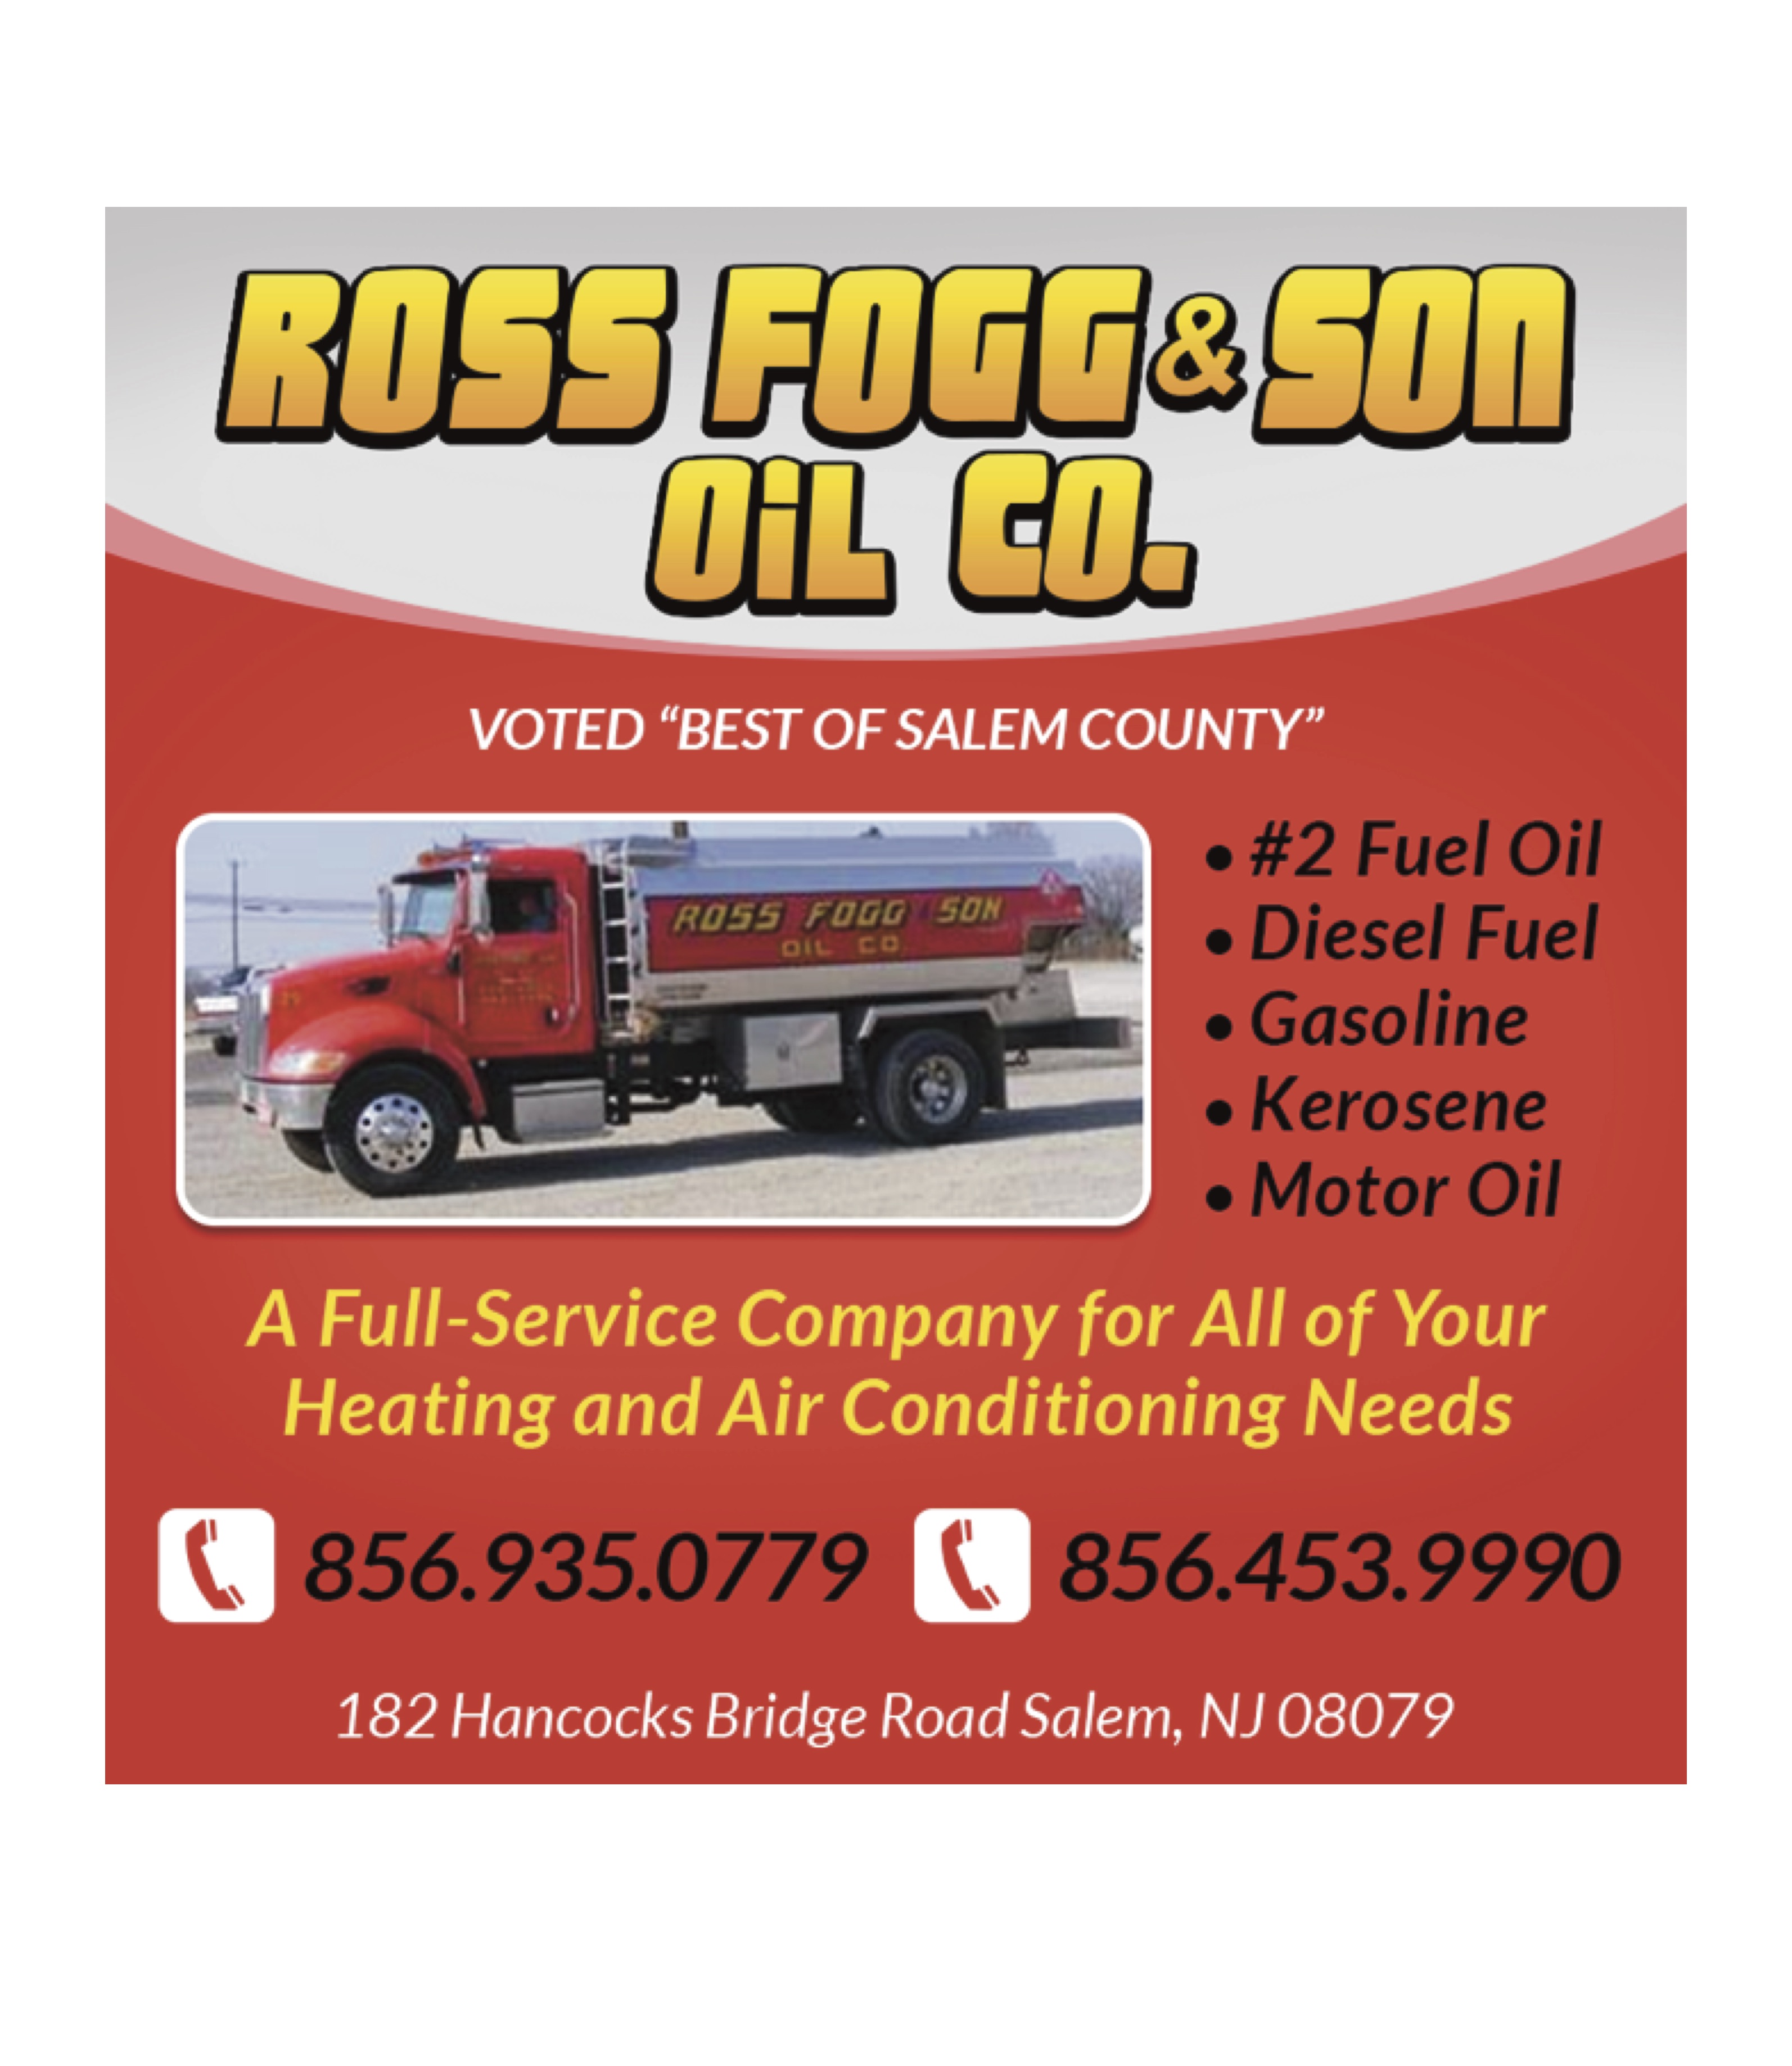 ROSS FOGG & SON
OiL CO.
VOTED “BEST OF SALEM COUNTY”
ROSS FOGG & SON
OIL CO.
• #2 Fuel Oil
• Diesel Fuel
• Gasoline
• Kerosene
• Motor Oil
A Full-Service Company for All of Your
Heating and Air Conditioning Needs
856.935.0779 856.453.9990
182 Hancocks Bridge Road Salem, NJ 08079